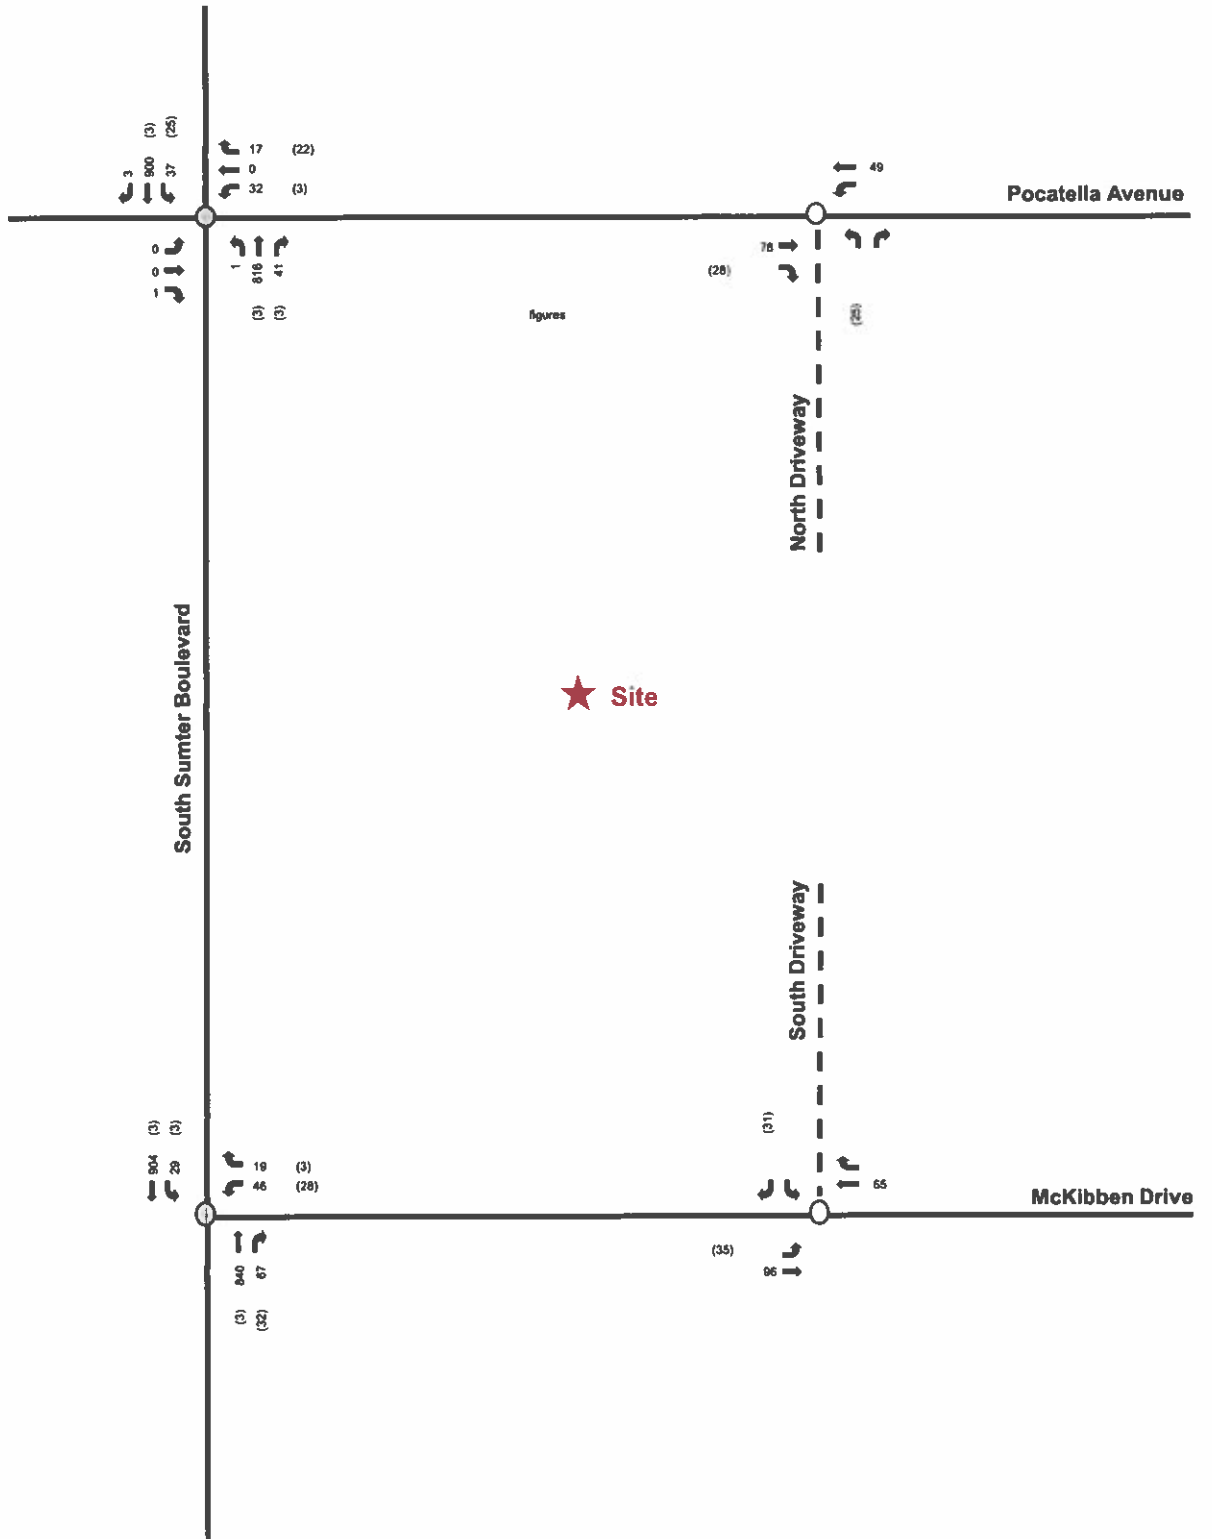 (3) (25)
3 900 37
17 (22)
0
32 (3)
49
Pocatella Avenue
0
0
1
1 816 41
(3) (3)
78
(28)
(25)
figures
North Driveway
South Sumter Boulevard
Site
South Driveway
(3) (3)
904 29
19 (3)
46 (28)
(31)
65
McKibben Drive
840 67
(3) (32)
(35)
96